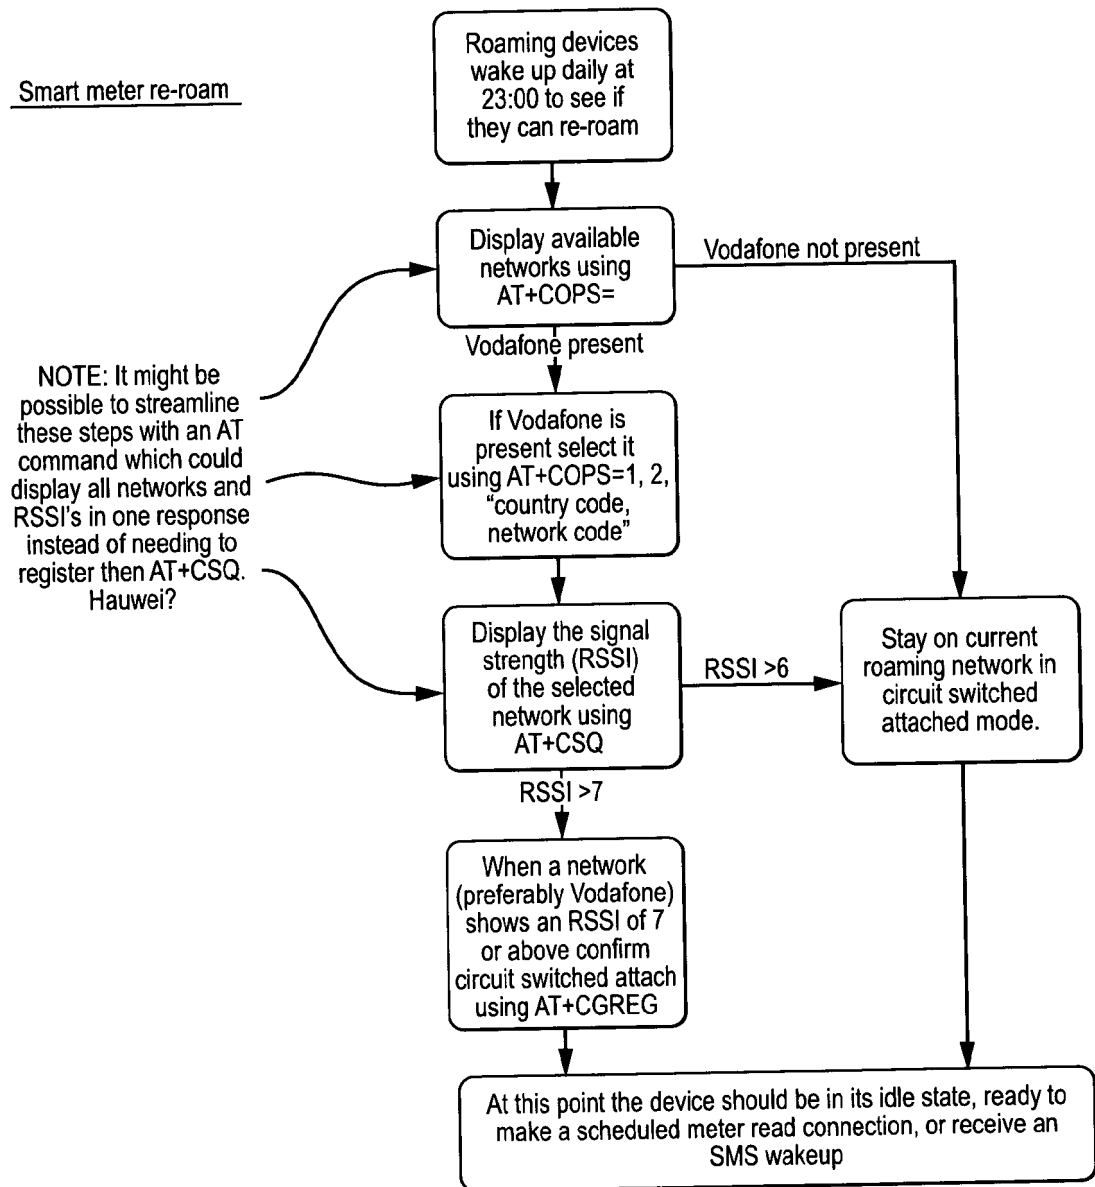 Smart meter re-roam
Roaming devices
wake up daily at
23:00 to see if
they can re-roam
Display available
networks using
AT+COPS=
Vodafone not present
Vodafone present
NOTE: It might be
possible to streamline
these steps with an AT
command which could
display all networks and
RSSI's in one response
instead of needing to
register then AT+CSQ.
Hauwei?
If Vodafone is
present select it
using AT+COPS=1, 2,
“country code,
network code”
Display the signal
strength (RSSI)
of the selected
network using
AT+CSQ
RSSI >6
Stay on current
roaming network in
circuit switched
attached mode.
RSSI >7
When a network
(preferably Vodafone)
shows an RSSI of 7
or above confirm
circuit switched attach
using AT+CGREG
At this point the device should be in its idle state, ready to
make a scheduled meter read connection, or receive an
SMS wakeup